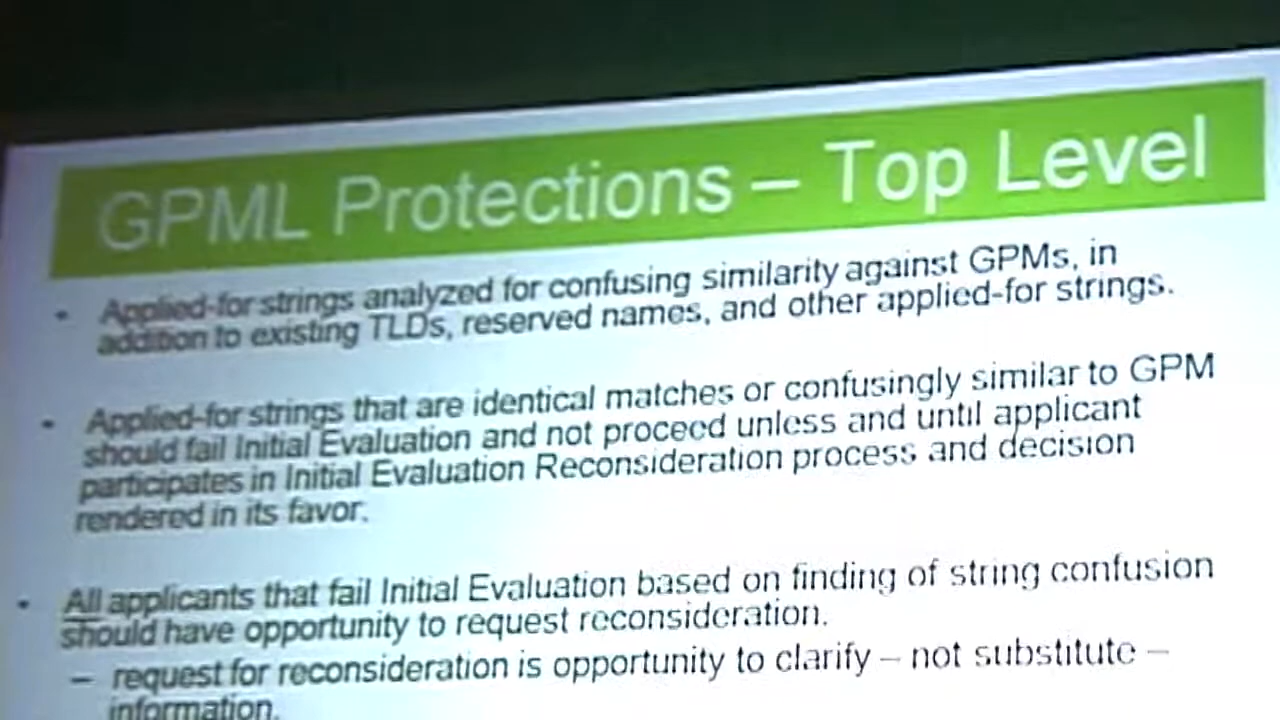 GPML Protections – Top Level
• Applied-for strings analyzed for confusing similarity against GPMs, in
addition to existing TLDs, reserved names, and other applied-for strings.
• Applied-for strings that are identical matches or confusingly similar to GPM
should fail Initial Evaluation and not proceed unless and until applicant
participates in Initial Evaluation Reconsideration process and decision
rendered in its favor.
• All applicants that fail Initial Evaluation based on finding of string confusion
should have opportunity to request reconsideration.
– request for reconsideration is opportunity to clarify – not substitute –
information.